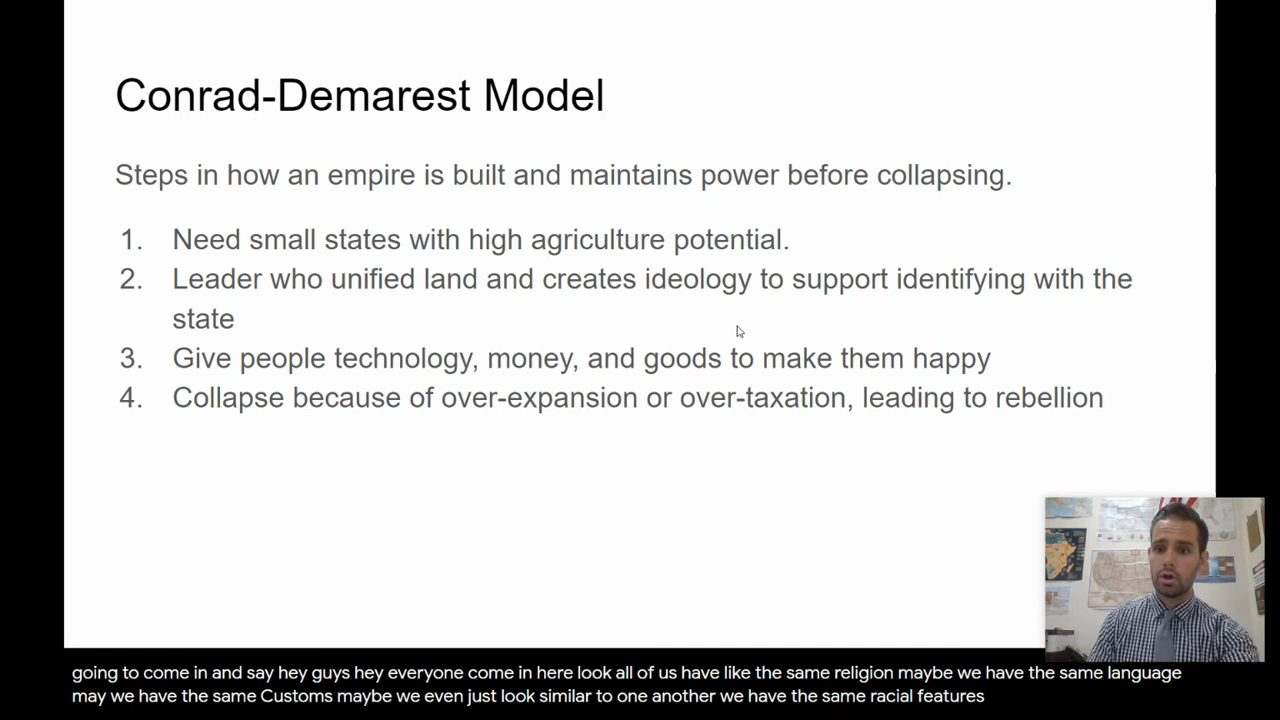 Conrad-Demarest Model
Steps in how an empire is built and maintains power before collapsing.
1. Need small states with high agriculture potential.
2. Leader who unified land and creates ideology to support identifying with the
state
3. Give people technology, money, and goods to make them happy
4. Collapse because of over-expansion or over-taxation, leading to rebellion
going to come in and say hey guys hey everyone come in here look all of us have like the same religion maybe we have the same language
may we have the same Customs maybe we even just look similar to one another we have the same racial features